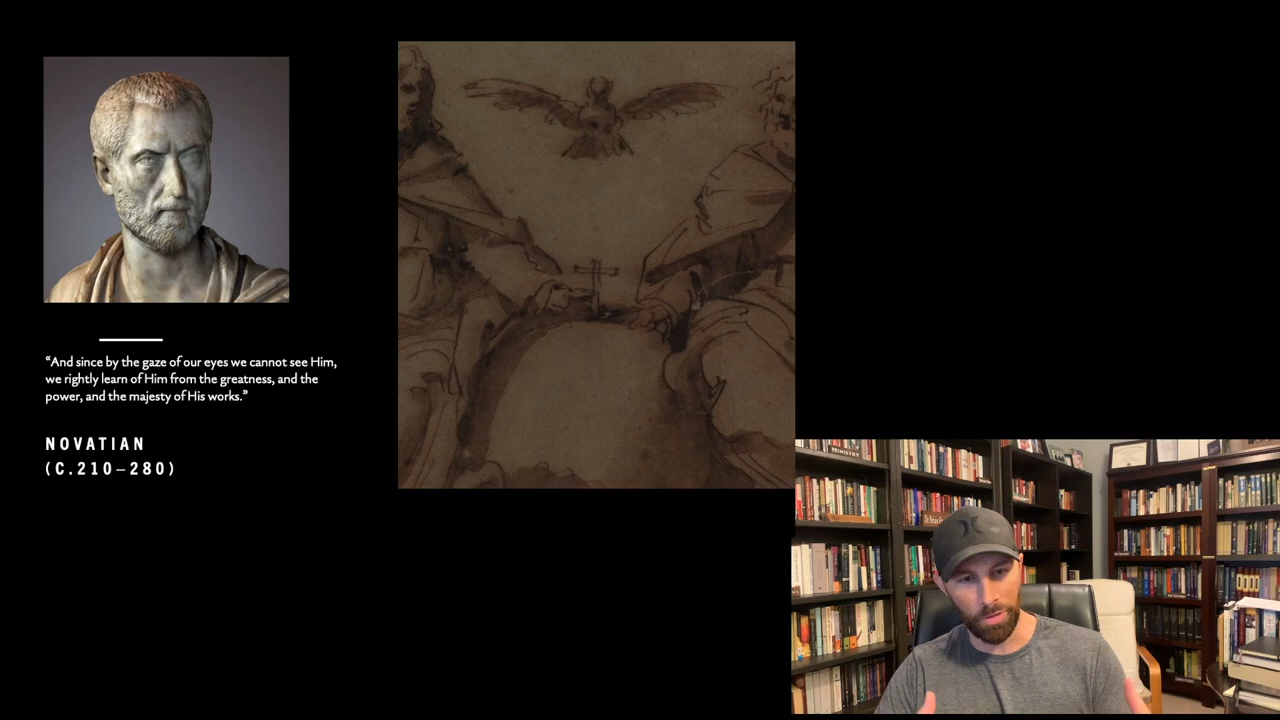 “And since by the gaze of our eyes we cannot see Him,
we rightly learn of Him from the greatness, and the
power, and the majesty of His works.”
NOVATIAN
(C.210–280)
MINISTRY